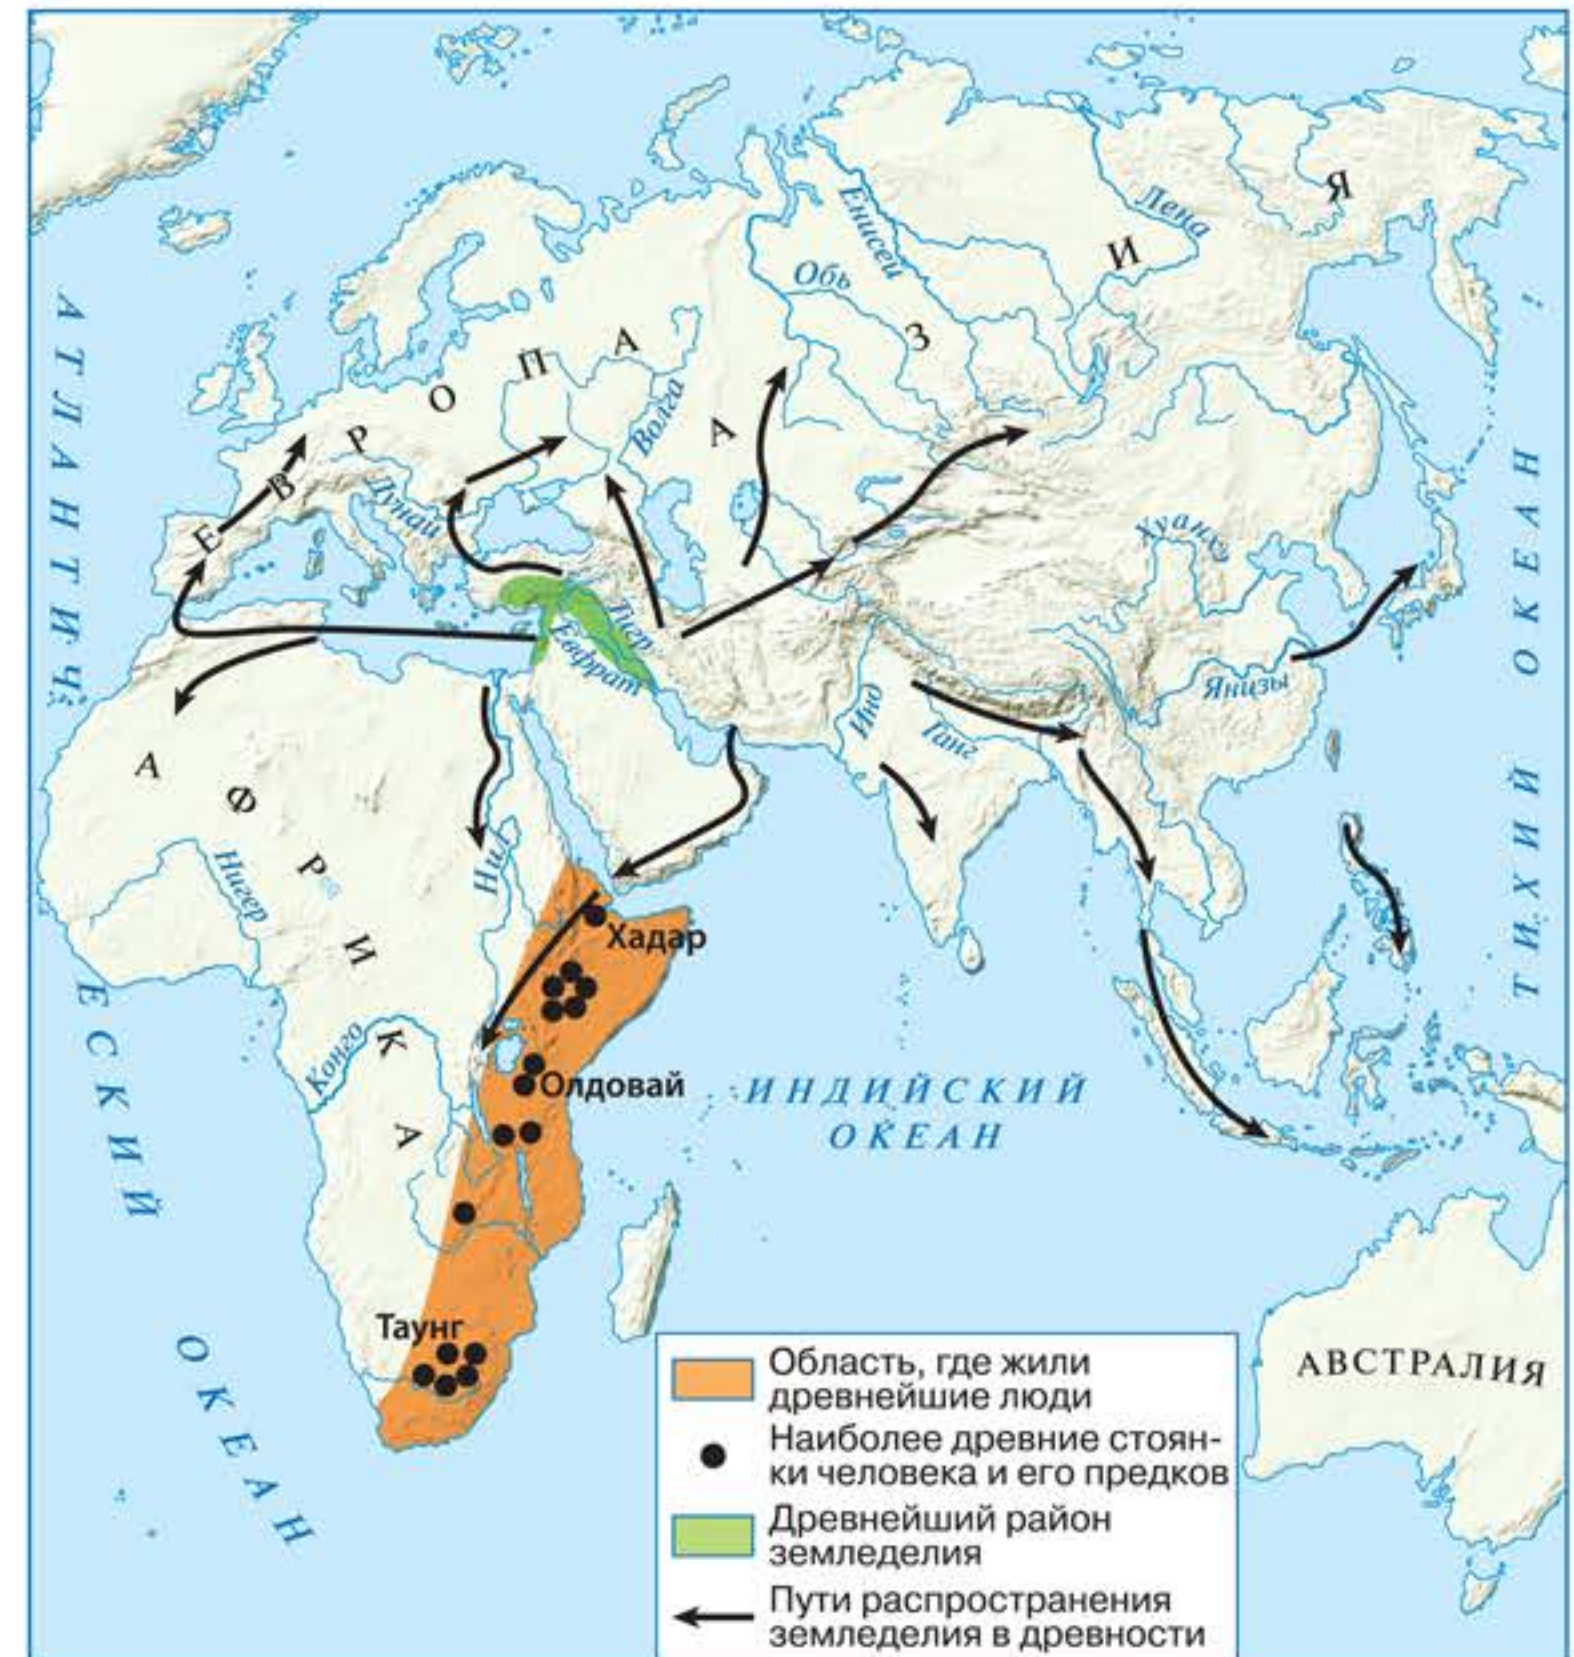 ЕВРОПА
АЗИЯ
АФРИКА
АВСТРАЛИЯ
АТЛАНТИЧЕСКИЙ ОКЕАН
ТИХИЙ ОКЕАН
ИНДИЙСКИЙ
ОКЕАН
Лена
Енисей
Обь
Волга
Дунай
Тигр
Евфрат
Хуанхэ
Янцзы
Инд
Ганг
Нил
Нигер
Конго
Хадар
Олдовай
Таунг
Область, где жили
древнейшие люди
Наиболее древние стоян-
ки человека и его предков
Древнейший район
земледелия
Пути распространения
земледелия в древности